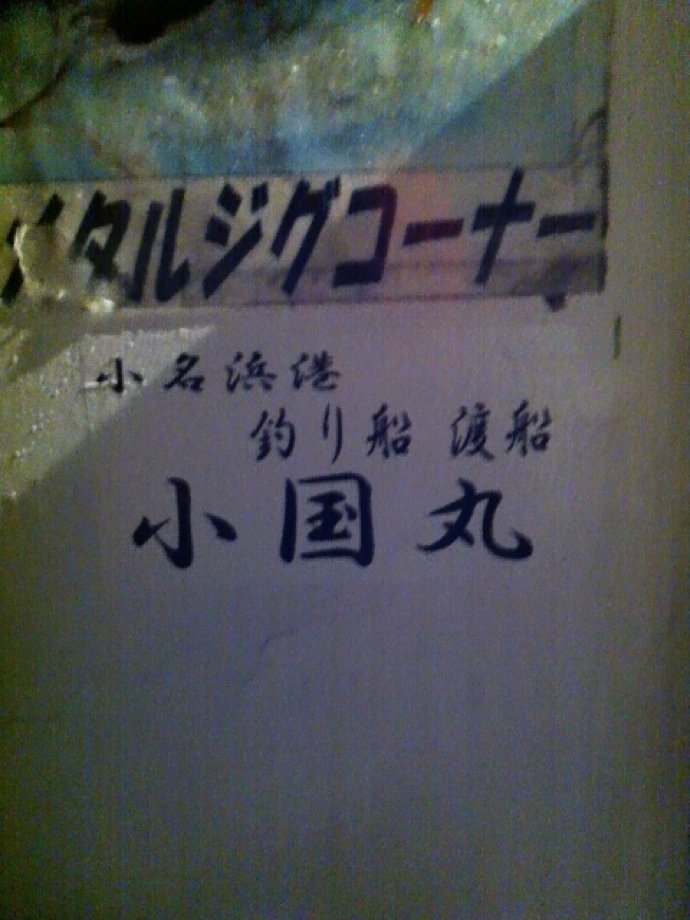 メタルジグコーナー
小名浜港
釣り船 渡船
小国丸